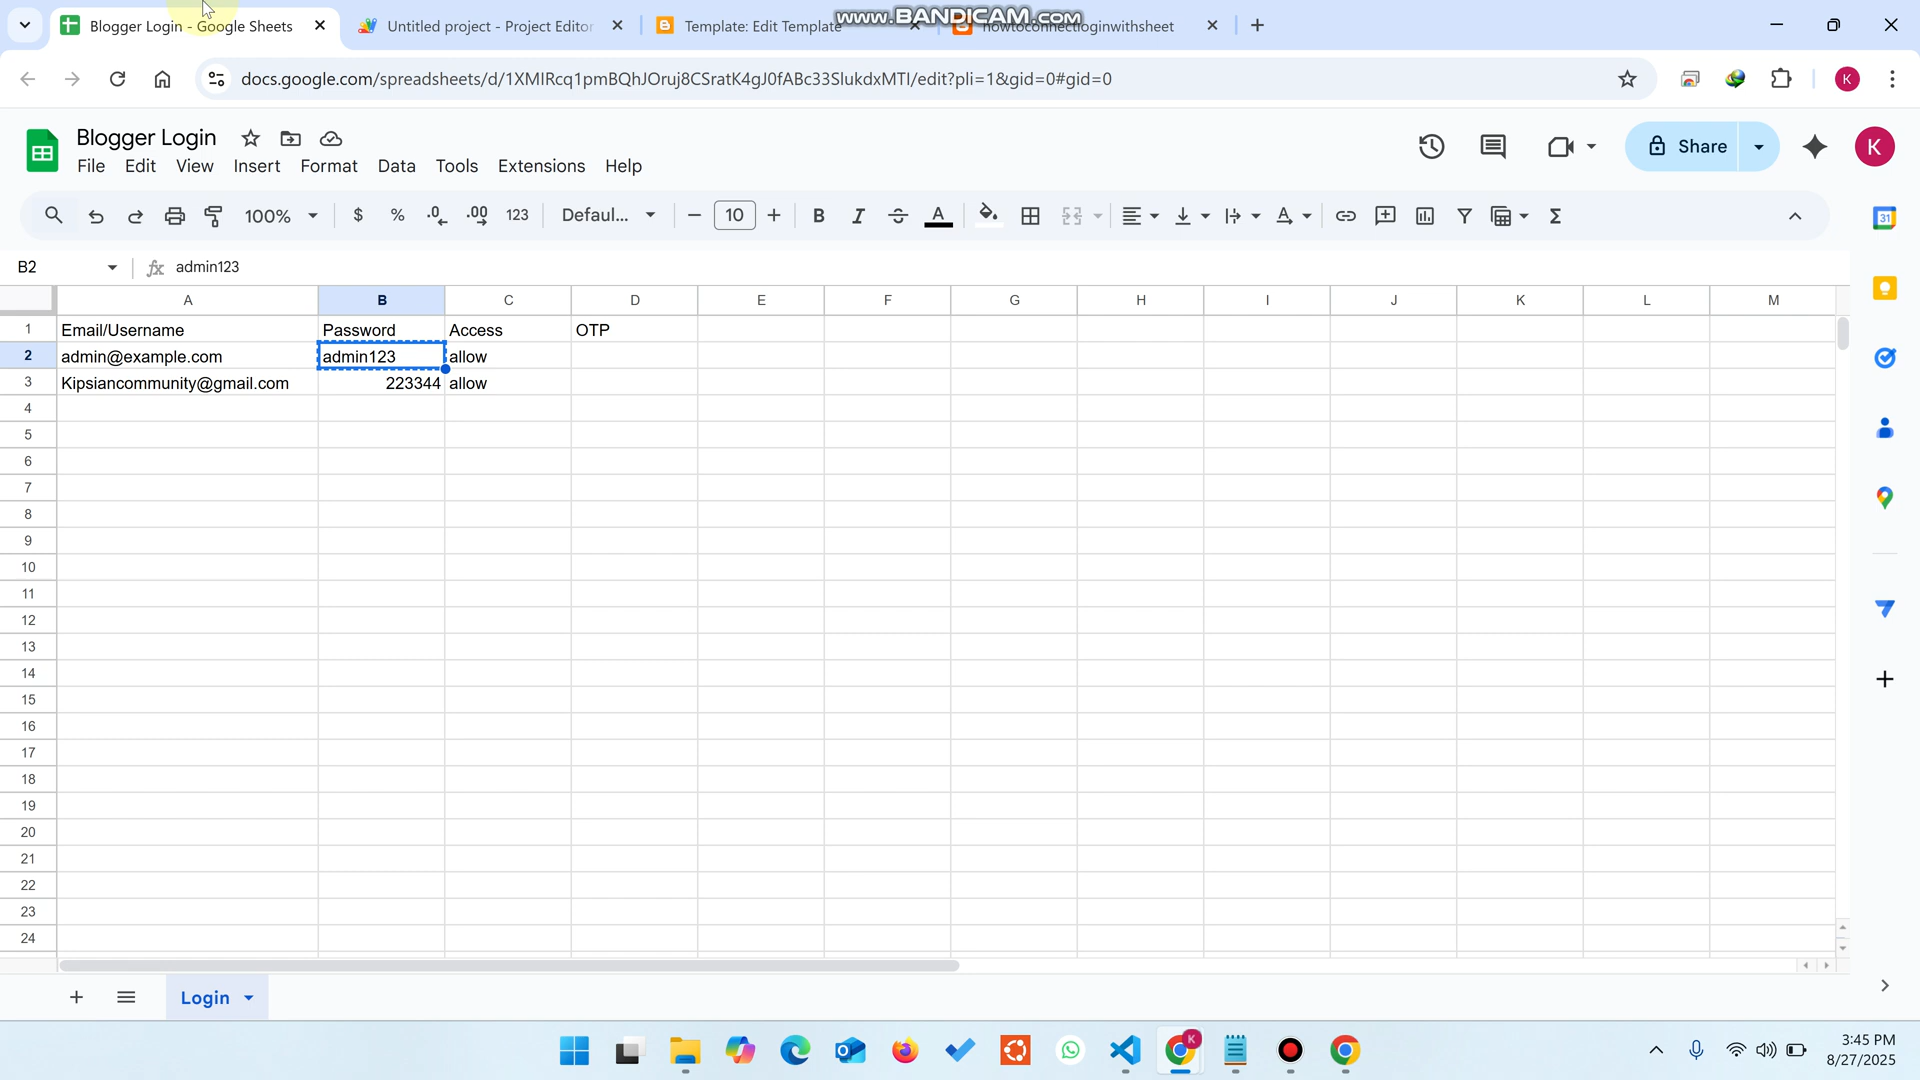 Blogger Login - Google Sheets
Untitled project - Project Editor
Template: Edit Template
howtoconnectloginwithsheet
www.BANDICAM.com
docs.google.com/spreadsheets/d/1XMIRcq1pmBQhJOruj8CSratK4gJ0fABc33SlukdxMTI/edit?pli=1&gid=0#gid=0
K
Blogger Login
File Edit View Insert Format Data Tools Extensions Help
Share
K
100% $ % .0 .00 123 Defaul... 10 B I A
31
B2 fx admin123
A B C D E F G H I J K L M
1 Email/Username Password Access OTP
2 admin@example.com admin123 allow
3 Kipsiancommunity@gmail.com 223344 allow
4
5
6
7
8
9
10
11
12
13
14
15
16
17
18
19
20
21
22
23
24
Login
K
3:45 PM
8/27/2025